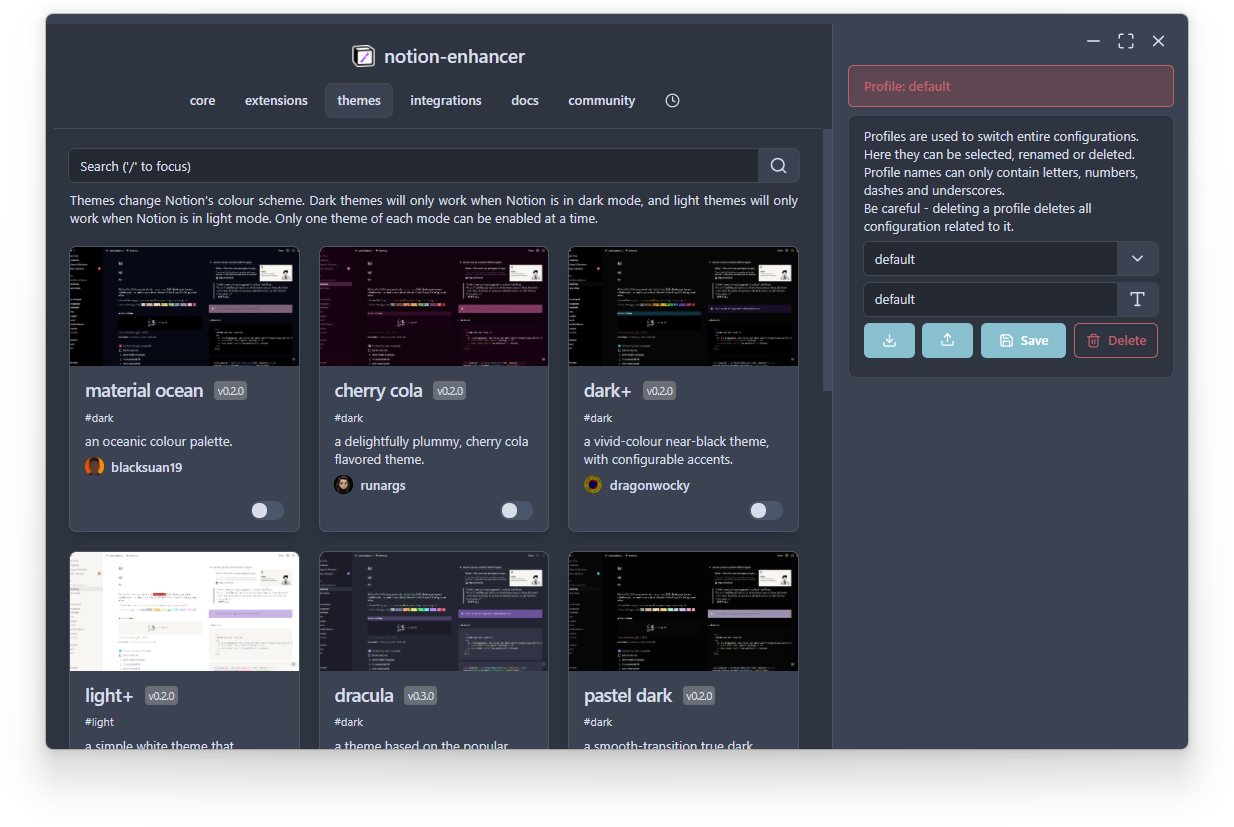 notion-enhancer
core extensions themes integrations docs community
Search ('/' to focus)
Themes change Notion's colour scheme. Dark themes will only work when Notion is in dark mode, and light themes will only
work when Notion is in light mode. Only one theme of each mode can be enabled at a time.
material ocean v0.2.0
#dark
an oceanic colour palette.
blacksuan19
cherry cola v0.2.0
#dark
a delightfully plummy, cherry cola
flavored theme.
runargs
dark+ v0.2.0
#dark
a vivid-colour near-black theme,
with configurable accents.
dragonwocky
light+ v0.2.0
#light
a simple white theme that
dracula v0.3.0
#dark
a theme based on the popular
pastel dark v0.2.0
#dark
a smooth-transition true dark
Profile: default
Profiles are used to switch entire configurations.
Here they can be selected, renamed or deleted.
Profile names can only contain letters, numbers,
dashes and underscores.
Be careful - deleting a profile deletes all
configuration related to it.
default
default
Save Delete